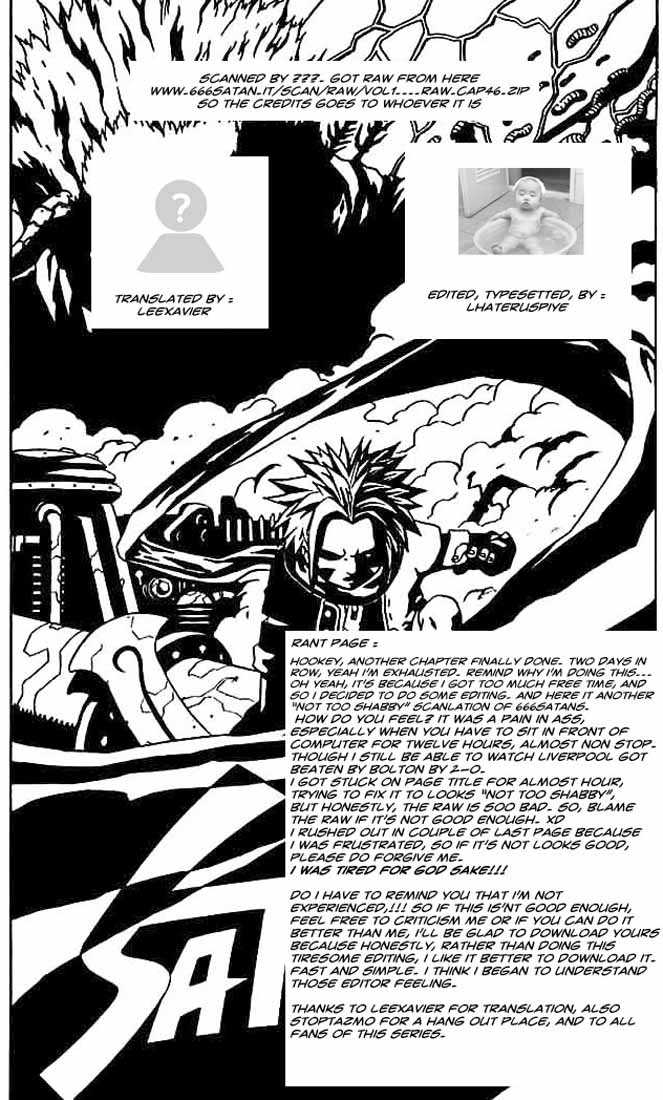 SCANNED BY ???. GOT RAW FROM HERE
WWW.666SATAN.IT/SCAN/RAW/VOL1....RAW.CAP46.ZIP
SO THE CREDITS GOES TO WHOEVER IT IS
?
TRANSLATED BY :
LEEXAVIER
EDITED, TYPESETTED, BY :
LHATERUSPIYE
RANT PAGE :
HOOKEY, ANOTHER CHAPTER FINALLY DONE. TWO DAYS IN
ROW, YEAH I'M EXHAUSTED. REMIND WHY I'M DOING THIS...
OH YEAH, IT'S BECAUSE I GOT TOO MUCH FREE TIME, AND
SO I DECIDED TO DO SOME EDITING. AND HERE IT ANOTHER
"NOT TOO SHABBY" SCANLATION OF 666SATANS.
HOW DO YOU FEEL? IT WAS A PAIN IN ASS,
ESPECIALLY WHEN YOU HAVE TO SIT IN FRONT OF
COMPUTER FOR TWELVE HOURS, ALMOST NON STOP.
THOUGH I STILL BE ABLE TO WATCH LIVERPOOL GOT
BEATEN BY BOLTON BY 2-0.
I GOT STUCK ON PAGE TITLE FOR ALMOST HOUR,
TRYING TO FIX IT TO LOOKS "NOT TOO SHABBY",
BUT HONESTLY, THE RAW IS SOO BAD. SO, BLAME
THE RAW IF IT'S NOT GOOD ENOUGH. XD
I RUSHED OUT IN COUPLE OF LAST PAGE BECAUSE
I WAS FRUSTRATED, SO IF IT'S NOT LOOKS GOOD,
PLEASE DO FORGIVE ME.
I WAS TIRED FOR GOD SAKE!!!
DO I HAVE TO REMIND YOU THAT I'M NOT
EXPERIENCED,!!! SO IF THIS IS'NT GOOD ENOUGH,
FEEL FREE TO CRITICISM ME OR IF YOU CAN DO IT
BETTER THAN ME, I'LL BE GLAD TO DOWNLOAD YOURS
BECAUSE HONESTLY, RATHER THAN DOING THIS
TIRESOME EDITING, I LIKE IT BETTER TO DOWNLOAD IT.
FAST AND SIMPLE. I THINK I BEGAN TO UNDERSTAND
THOSE EDITOR FEELING.
THANKS TO LEEXAVIER FOR TRANSLATION, ALSO
STOPTAZMO FOR A HANG OUT PLACE, AND TO ALL
FANS OF THIS SERIES.
SAT